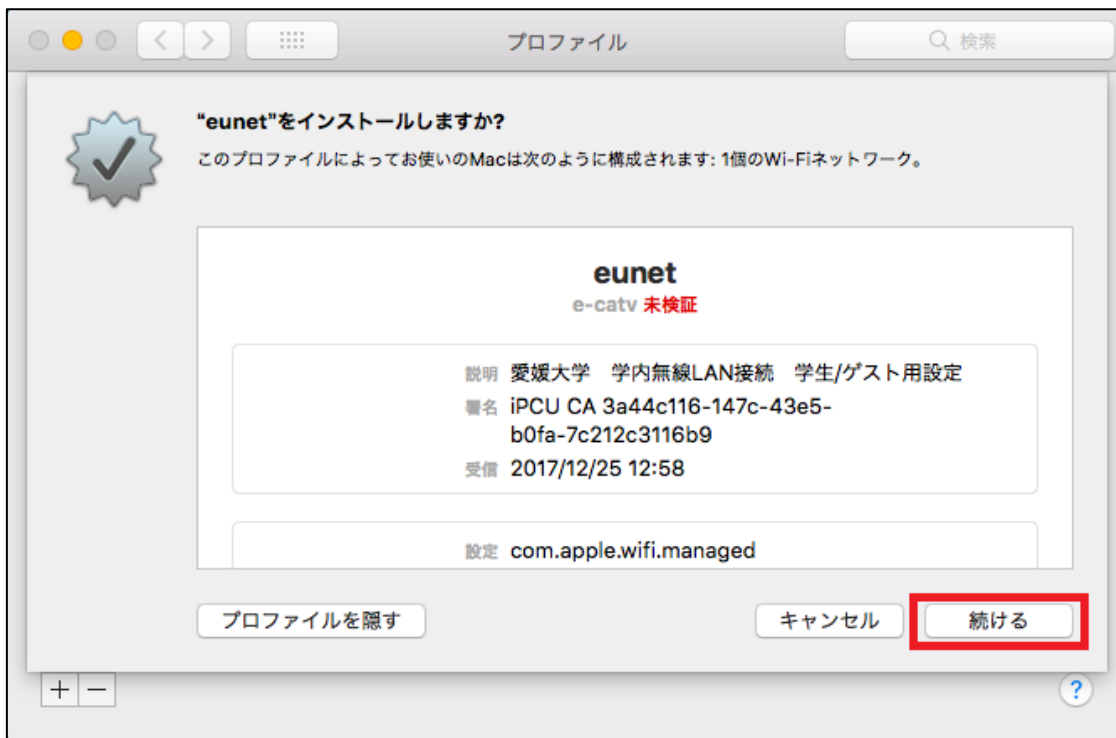 プロファイル
検索
“eunet”をインストールしますか?
このプロファイルによってお使いのMacは次のように構成されます: 1個のWi-Fiネットワーク。
eunet
e-catv 未検証
説明 愛媛大学　学内無線LAN接続　学生/ゲスト用設定
署名 iPCU CA 3a44c116-147c-43e5-
b0fa-7c212c3116b9
受信 2017/12/25 12:58
設定 com.apple.wifi.managed
プロファイルを隠す
キャンセル
続ける
+ −
?